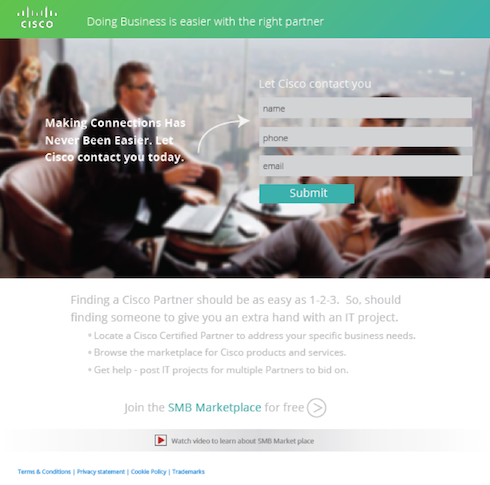 CISCO
Doing Business is easier with the right partner
Making Connections Has
Never Been Easier. Let
Cisco contact you today.
Let Cisco contact you
name
phone
email
Submit
Finding a Cisco Partner should be as easy as 1-2-3. So, should
finding someone to give you an extra hand with an IT project.
• Locate a Cisco Certified Partner to address your specific business needs.
• Browse the marketplace for Cisco products and services.
• Get help - post IT projects for multiple Partners to bid on.
Join the SMB Marketplace for free
Watch video to learn about SMB Market place
Terms & Conditions | Privacy statement | Cookie Policy | Trademarks